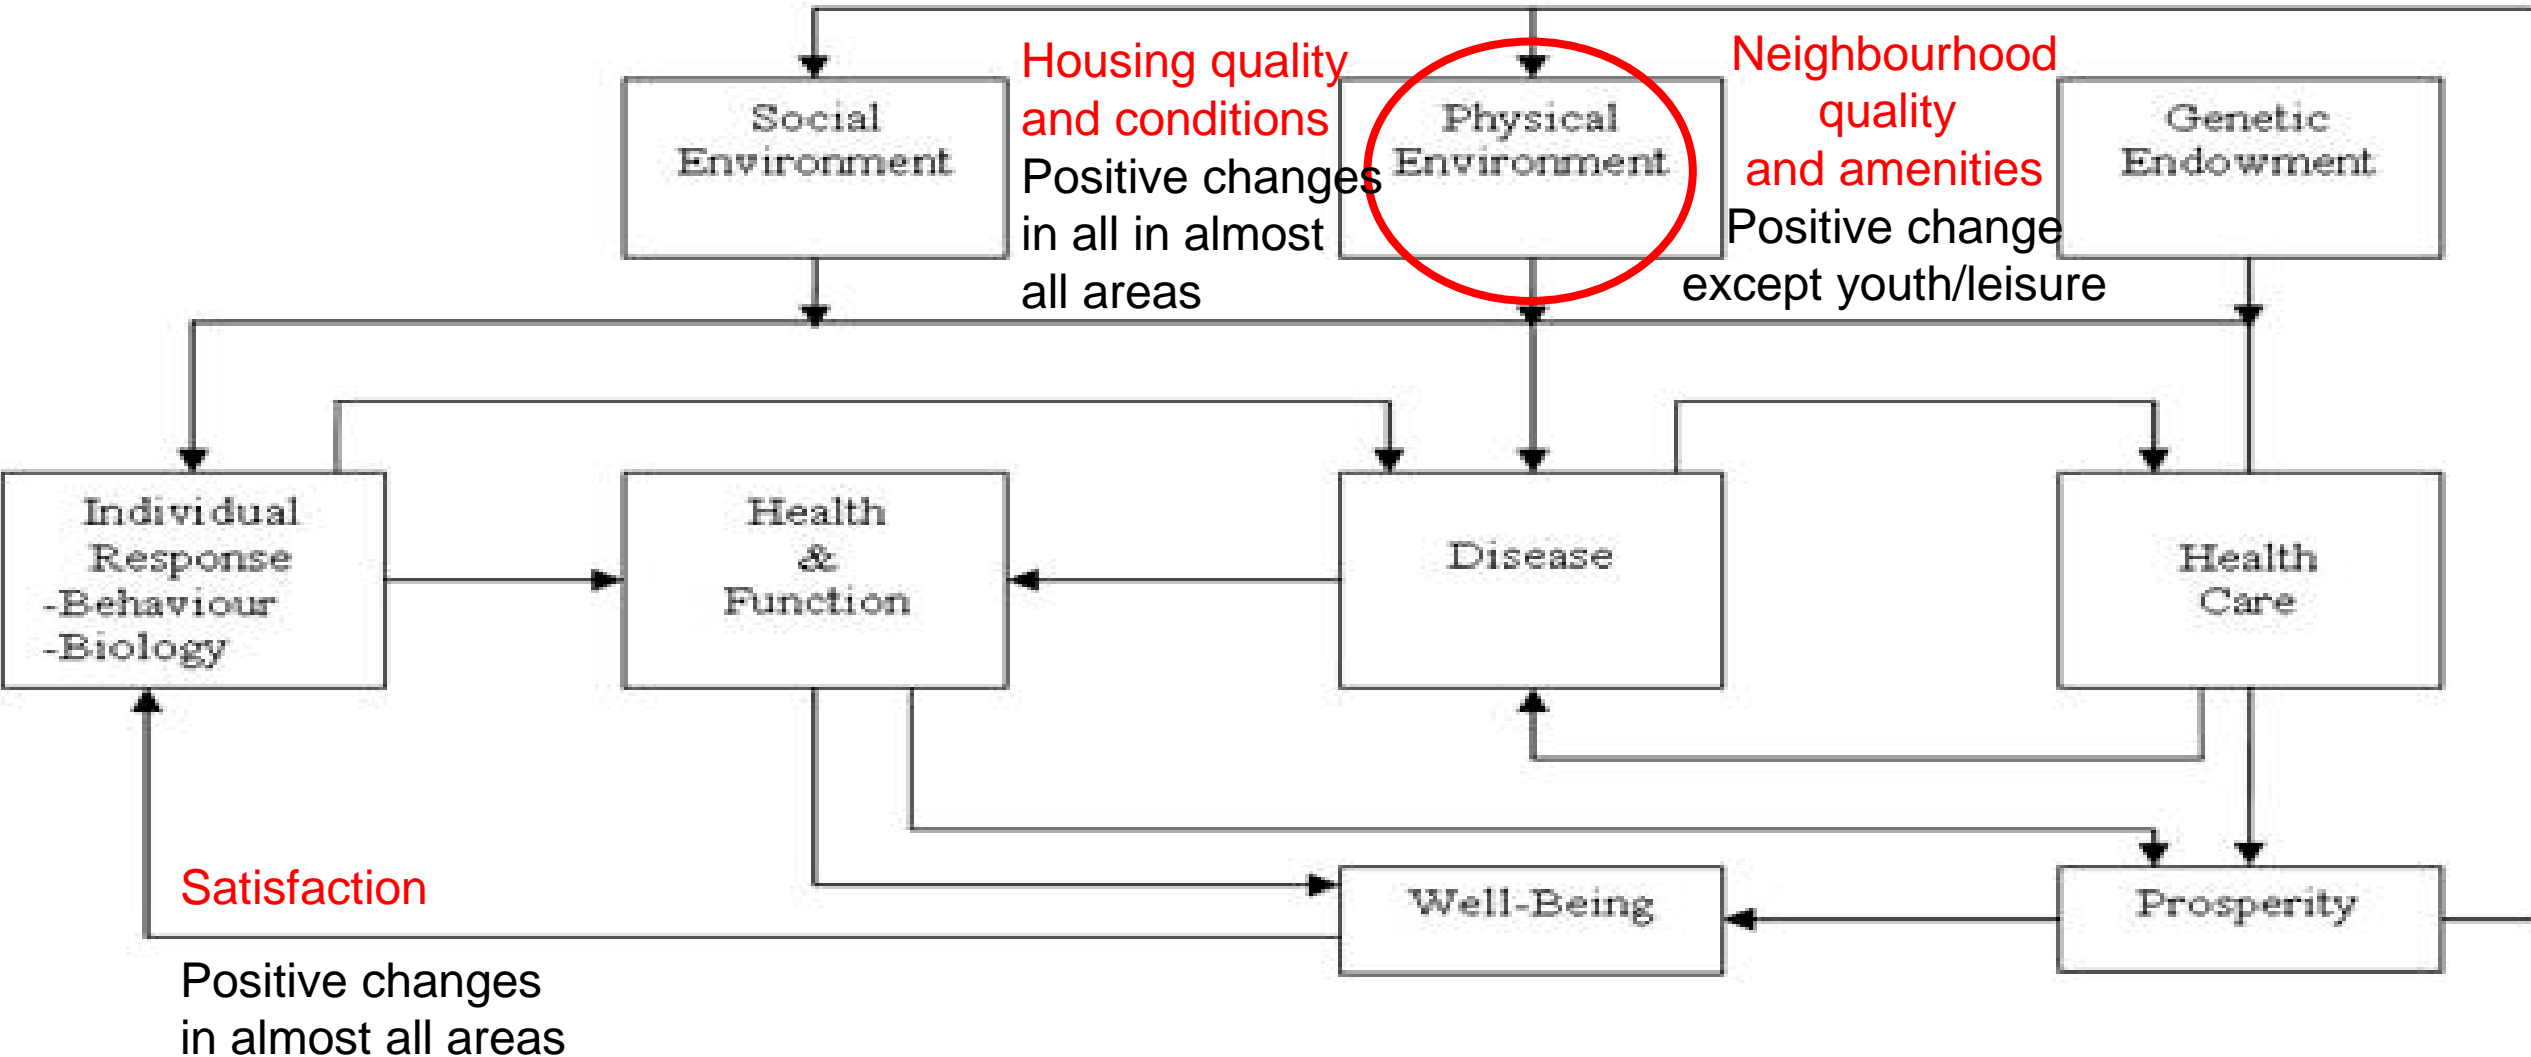 Social
Environment
Housing quality
and conditions
Positive changes
in all in almost
all areas
Physical
Environment
Neighbourhood
quality
and amenities
Positive change
except youth/leisure
Genetic
Endowment
Individual
Response
-Behaviour
-Biology
Health
&
Function
Disease
Health
Care
Satisfaction
Positive changes
in almost all areas
Well-Being
Prosperity